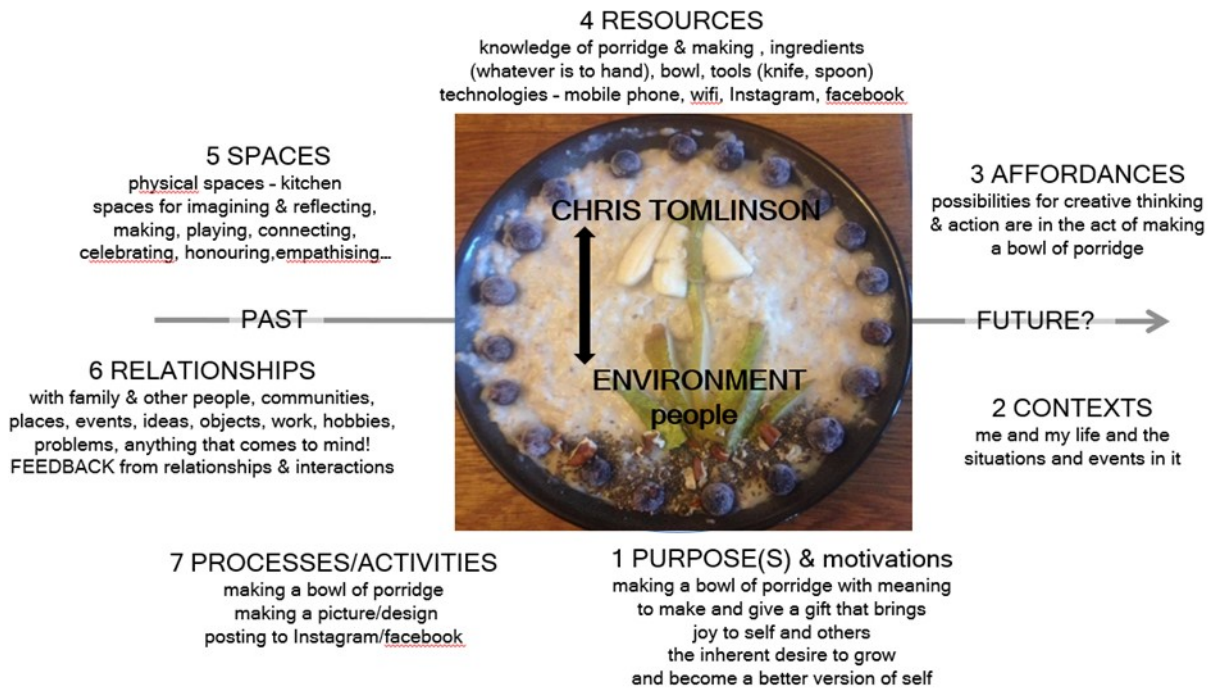 4 RESOURCES
knowledge of porridge & making , ingredients
(whatever is to hand), bowl, tools (knife, spoon)
technologies - mobile phone, wifi, Instagram, facebook
5 SPACES
physical spaces - kitchen
spaces for imagining & reflecting,
making, playing, connecting,
celebrating, honouring,empathising...
3 AFFORDANCES
possibilities for creative thinking
& action are in the act of making
a bowl of porridge
CHRIS TOMLINSON
PAST
FUTURE?
ENVIRONMENT
people
6 RELATIONSHIPS
with family & other people, communities,
places, events, ideas, objects, work, hobbies,
problems, anything that comes to mind!
FEEDBACK from relationships & interactions
2 CONTEXTS
me and my life and the
situations and events in it
7 PROCESSES/ACTIVITIES
making a bowl of porridge
making a picture/design
posting to Instagram/facebook
1 PURPOSE(S) & motivations
making a bowl of porridge with meaning
to make and give a gift that brings
joy to self and others
the inherent desire to grow
and become a better version of self